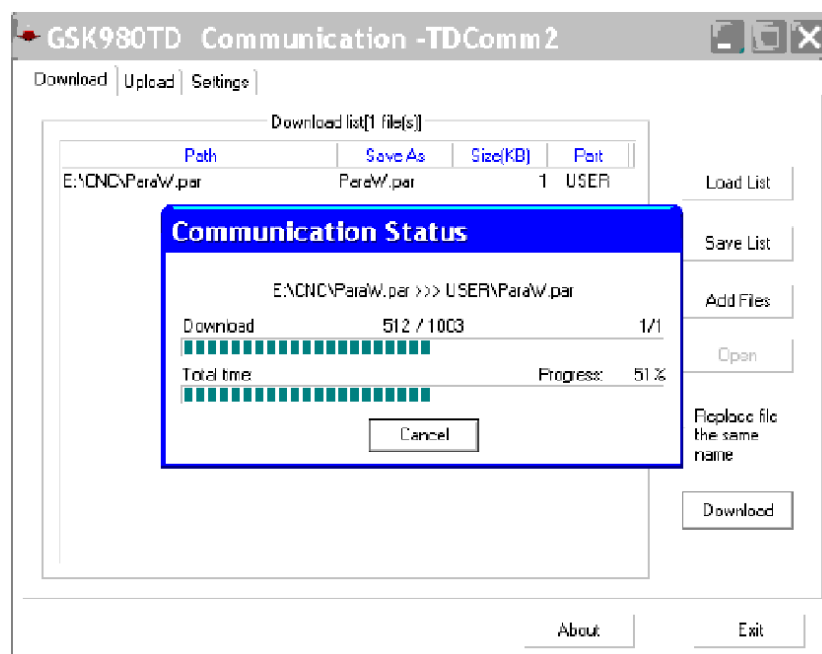 GSK980TD Communication -TDComm2
Download Upload Settings
Download list[1 file(s)]
Path Save As Size(KB) Part
E:\CNC\ParaW.par ParaW.par 1 USER
Load List
Communication Status
Save List
E:\CNC\ParaW.par >>> USER\ParaW.par
Add Files
Download 512 / 1003 1/1
Open
Total time Progress: 51%
Cancel
Replace file
the same
name
Download
About Exit